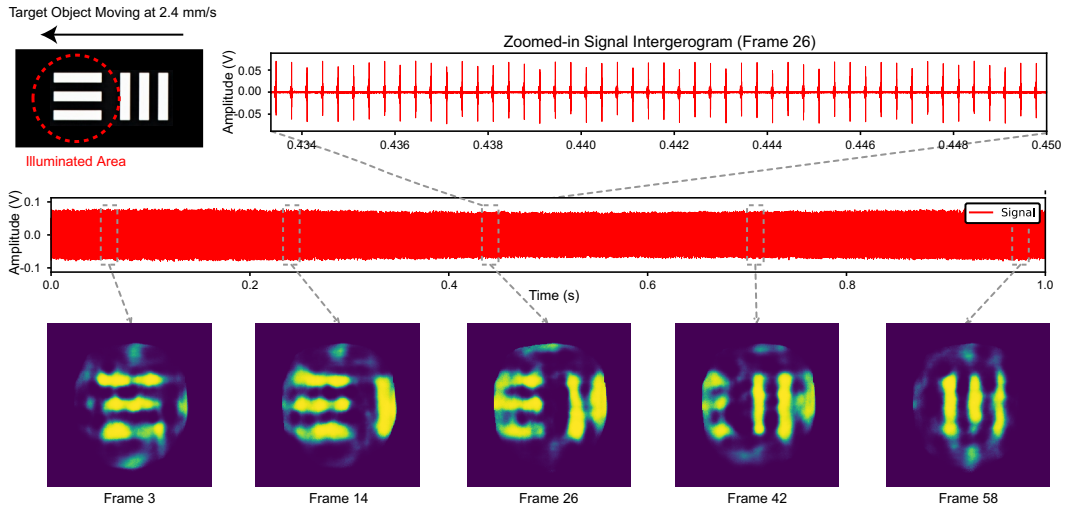 Target Object Moving at 2.4 mm/s
Illuminated Area
Zoomed-in Signal Intergerogram (Frame 26)
Amplitude (V)
0.05
0.00
-0.05
0.434 0.436 0.438 0.440 0.442 0.444 0.446 0.448 0.450
Amplitude (V)
0.1
0.0
-0.1
Signal
0.0 0.2 0.4 0.6 0.8 1.0
Time (s)
Frame 3 Frame 14 Frame 26 Frame 42 Frame 58